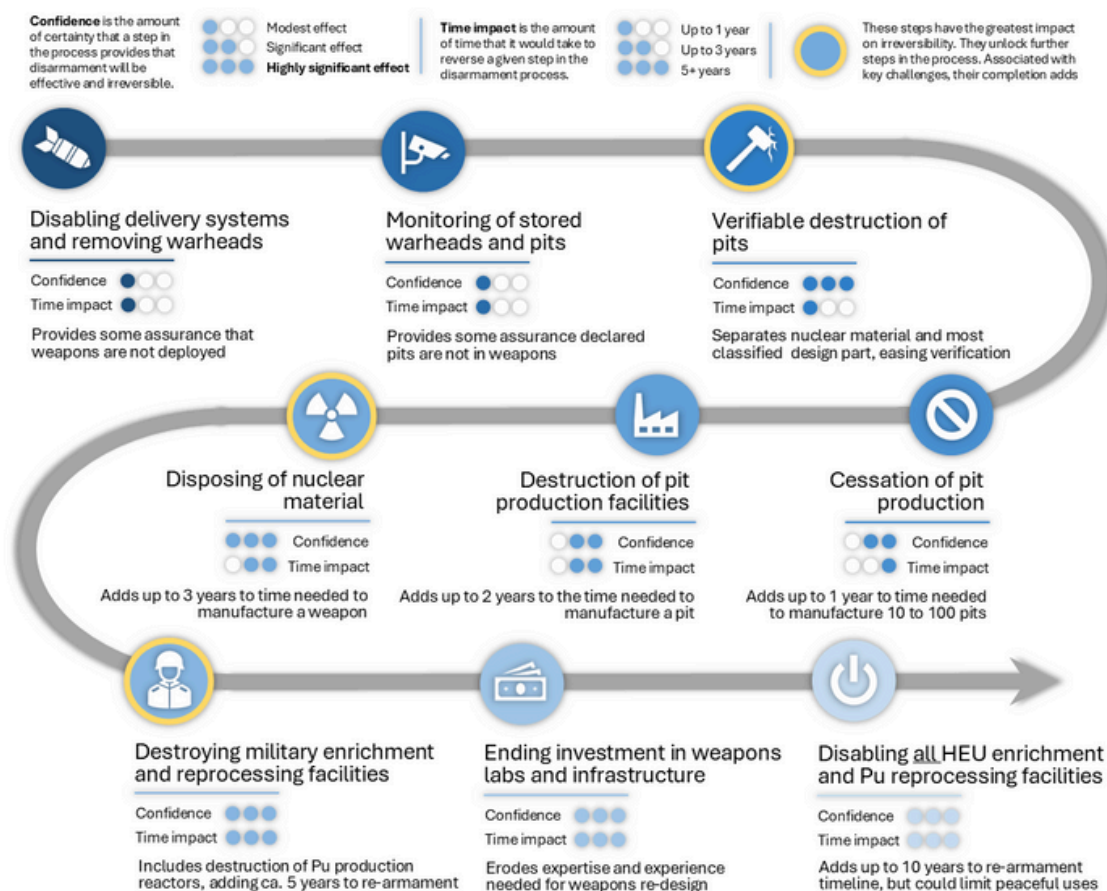 Confidence is the amount
of certainty that a step in
the process provides that
disarmament will be
effective and irreversible.
Modest effect
Significant effect
Highly significant effect
Time impact is the amount
of time that it would take to
reverse a given step in the
disarmament process.
Up to 1 year
Up to 3 years
5+ years
These steps have the greatest impact
on irreversibility. They unlock further
steps in the process. Associated with
key challenges, their completion adds
Disabling delivery systems
and removing warheads
Confidence
Time impact
Provides some assurance that
weapons are not deployed
Monitoring of stored
warheads and pits
Confidence
Time impact
Provides some assurance declared
pits are not in weapons
Verifiable destruction of
pits
Confidence
Time impact
Separates nuclear material and most
classified design part, easing verification
Disposing of nuclear
material
Confidence
Time impact
Adds up to 3 years to time needed to
manufacture a weapon
Destruction of pit
production facilities
Confidence
Time impact
Adds up to 2 years to the time needed to
manufacture a pit
Cessation of pit
production
Confidence
Time impact
Adds up to 1 year to time needed
to manufacture 10 to 100 pits
Destroying military enrichment
and reprocessing facilities
Confidence
Time impact
Includes destruction of Pu production
reactors, adding ca. 5 years to re-armament
Ending investment in weapons
labs and infrastructure
Confidence
Time impact
Erodes expertise and experience
needed for weapons re-design
Disabling all HEU enrichment
and Pu reprocessing facilities
Confidence
Time impact
Adds up to 10 years to re-armament
timeline, but could limit peaceful uses